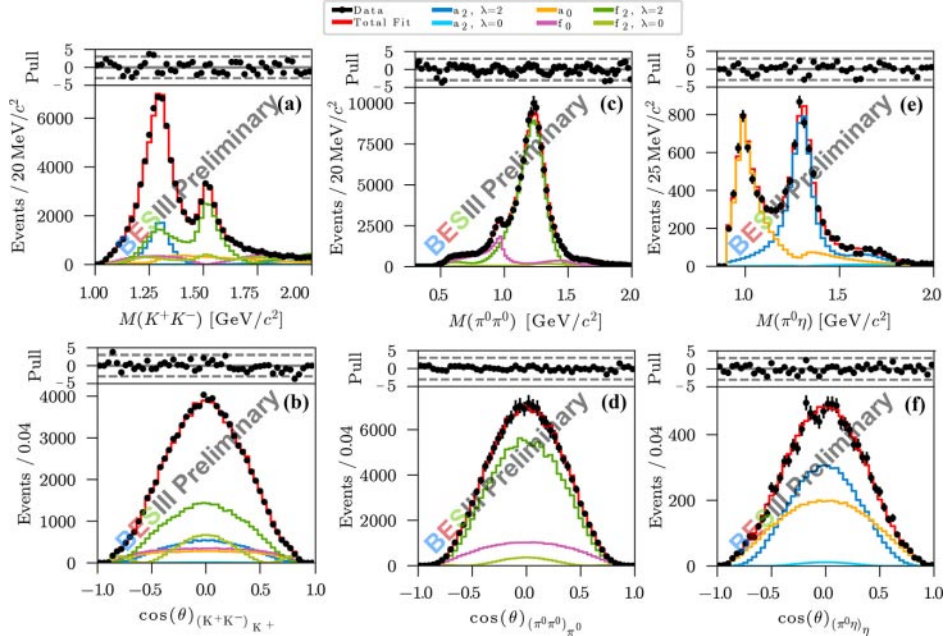 Data
Total Fit
a₂, λ=2
a₂, λ=0
a₀
f₀
f₂, λ=2
f₂, λ=0
Pull
5
0
−5
(a)
BESIII Preliminary
Events / 20 MeV/c²
6000
4000
2000
0
1.00 1.25 1.50 1.75 2.00
M(K⁺K⁻) [GeV/c²]
Pull
5
0
−5
(c)
BESIII Preliminary
Events / 20 MeV/c²
10000
7500
5000
2500
0
0.5 1.0 1.5 2.0
M(π⁰π⁰) [GeV/c²]
Pull
5
0
−5
(e)
BESIII Preliminary
Events / 25 MeV/c²
800
600
400
200
0
1.0 1.5 2.0
M(π⁰η) [GeV/c²]
Pull
5
0
−5
(b)
BESIII Preliminary
Events / 0.04
4000
3000
2000
1000
0
−1.0 −0.5 0.0 0.5 1.0
cos(θ)(K⁺K⁻) K⁺
Pull
5
0
−5
(d)
BESIII Preliminary
Events / 0.04
6000
4000
2000
0
−1.0 −0.5 0.0 0.5 1.0
cos(θ)(π⁰π⁰)π⁰
Pull
5
0
−5
(f)
BESIII Preliminary
Events / 0.04
400
200
0
−1.0 −0.5 0.0 0.5 1.0
cos(θ)(π⁰η)η